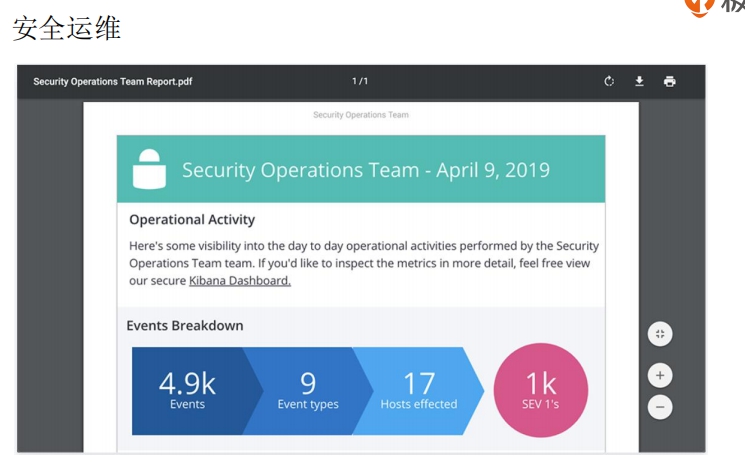 安全运维
Security Operations Team Report.pdf
1 / 1
Security Operations Team
Security Operations Team - April 9, 2019
Operational Activity
Here's some visibility into the day to day operational activities performed by the Security
Operations Team team. If you'd like to inspect the metrics in more detail, feel free view
our secure Kibana Dashboard.
Events Breakdown
4.9k
Events
9
Event types
17
Hosts effected
1k
SEV 1's